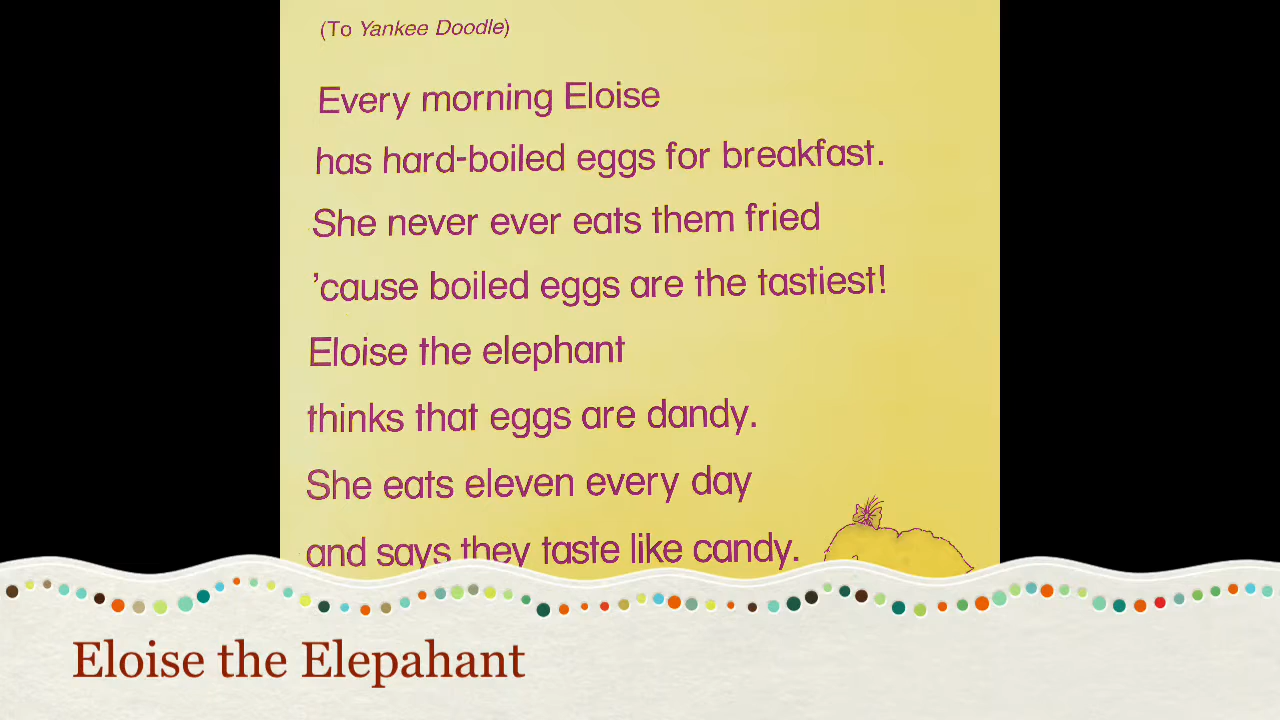 (To Yankee Doodle)
Every morning Eloise
has hard-boiled eggs for breakfast.
She never ever eats them fried
'cause boiled eggs are the tastiest!
Eloise the elephant
thinks that eggs are dandy.
She eats eleven every day
and says they taste like candy.
Eloise the Elepahant